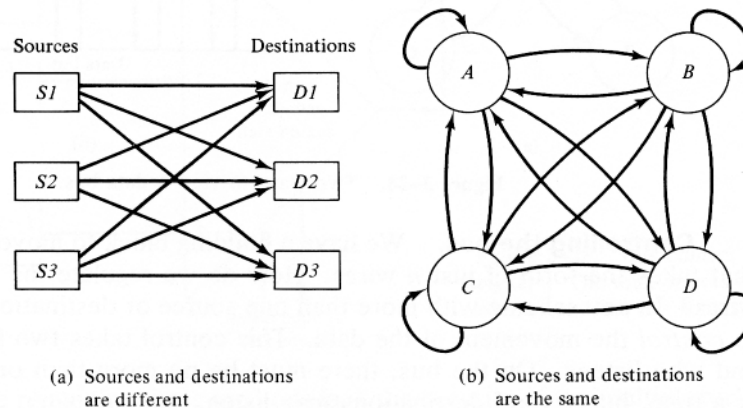 Sources
Destinations
S1
D1
S2
D2
S3
D3
(a) Sources and destinations
are different
A
B
C
D
(b) Sources and destinations
are the same